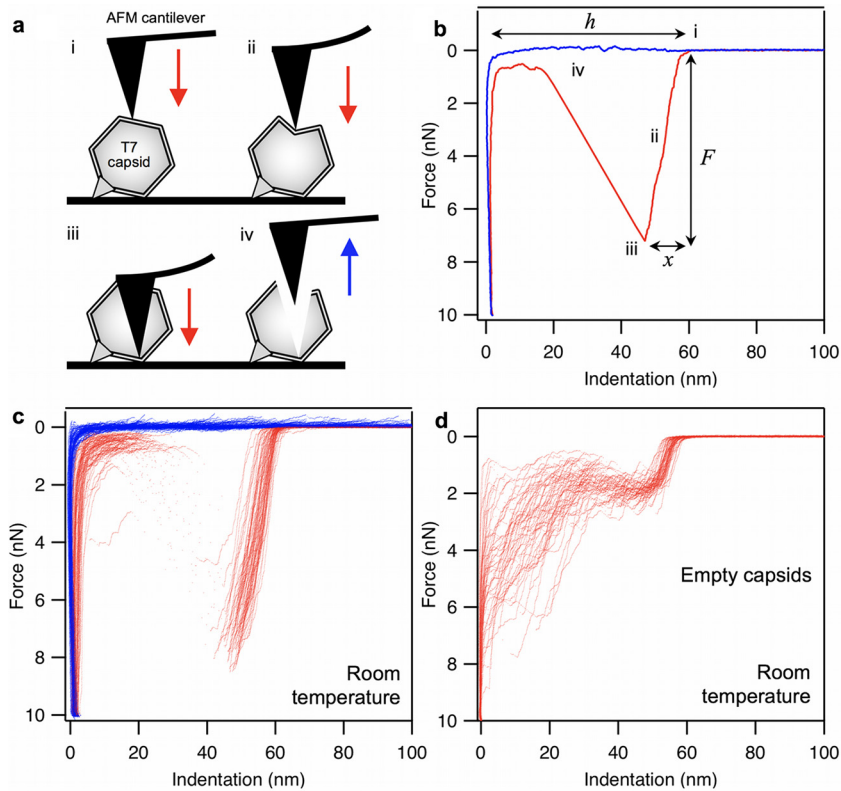 a
AFM cantilever
i
ii
T7
capsid
iii
iv
b
h
i
iv
ii
F
iii
x
0
2
4
6
8
10
Force (nN)
0
20
40
60
80
100
Indentation (nm)
c
0
2
4
6
8
10
Force (nN)
Room
temperature
0
20
40
60
80
100
Indentation (nm)
d
0
2
4
6
8
10
Force (nN)
Empty capsids
Room
temperature
0
20
40
60
80
100
Indentation (nm)